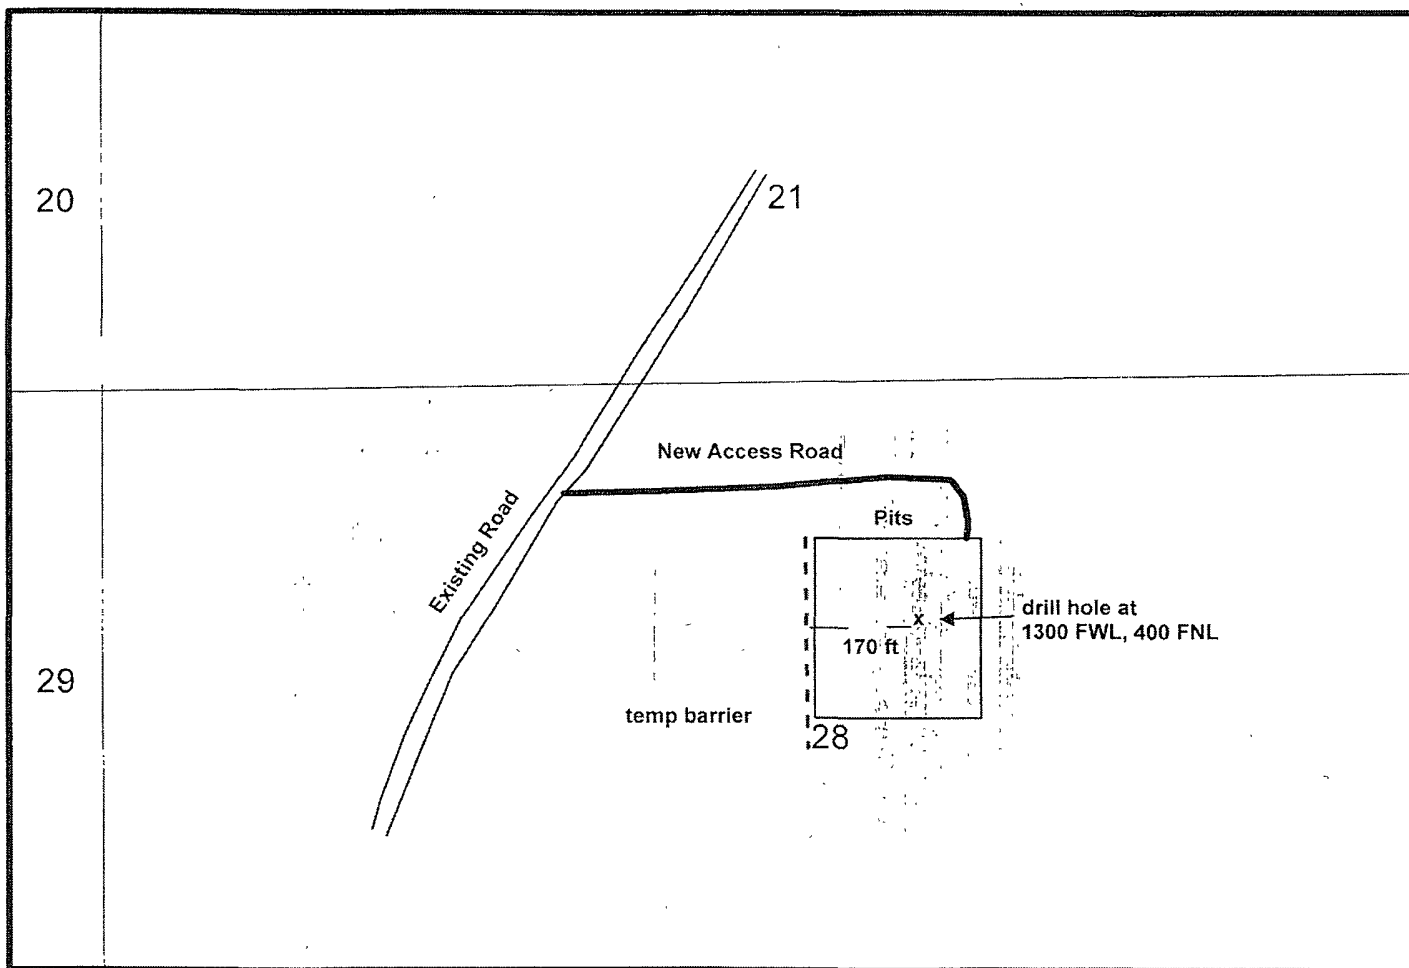 20
21
New Access Road
Existing Road
Pits
drill hole at
1300 FWL, 400 FNL
x
170 ft
29
temp barrier
28